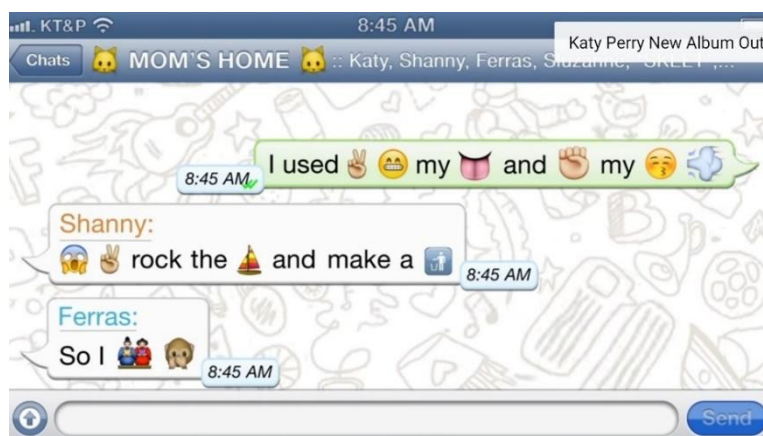 KT&P 8:45 AM
Katy Perry New Album Out
Chats 🐱 MOM'S HOME 🐱 :: Katy, Shanny, Ferras,
I used ✌️ 😁 my 👅 and ✊ my 😚 💨
8:45 AM
Shanny:
😱 ✌️ rock the ⛵ and make a 🚮
8:45 AM
Ferras:
So I 🎎 🙊
8:45 AM
Send